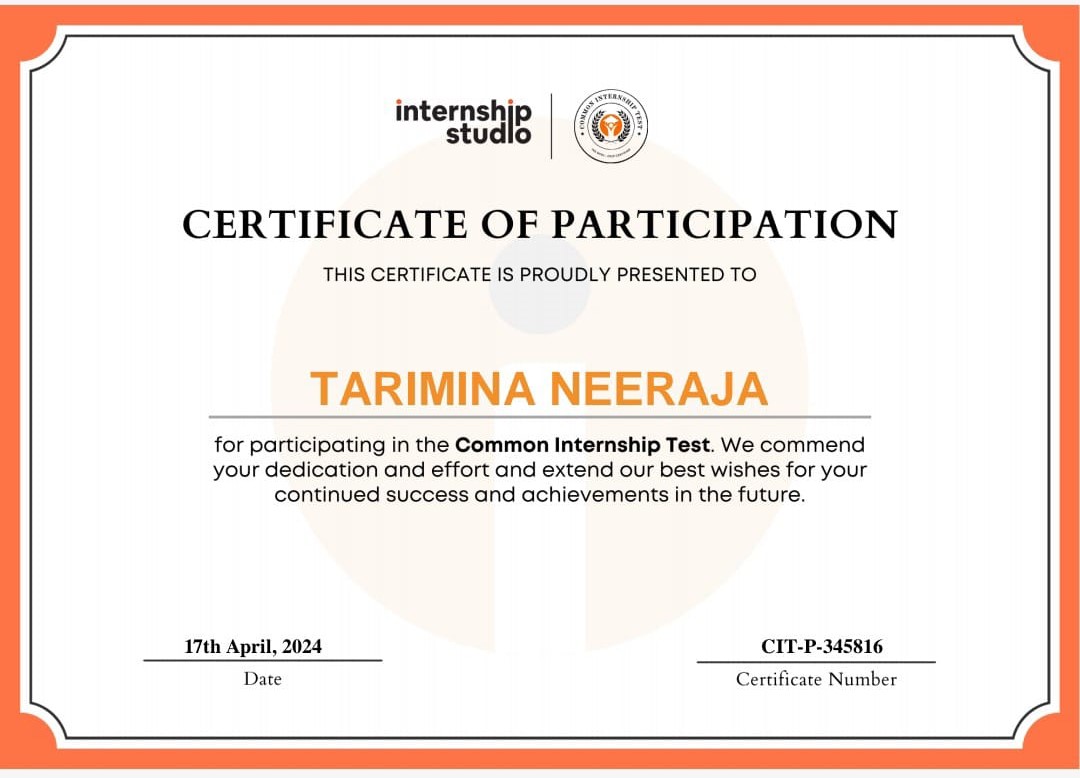 internship
studio
COMMON INTERNSHIP TEST
CERTIFICATE OF PARTICIPATION
THIS CERTIFICATE IS PROUDLY PRESENTED TO
TARIMINA NEERAJA
for participating in the Common Internship Test. We commend
your dedication and effort and extend our best wishes for your
continued success and achievements in the future.
17th April, 2024
Date
CIT-P-345816
Certificate Number